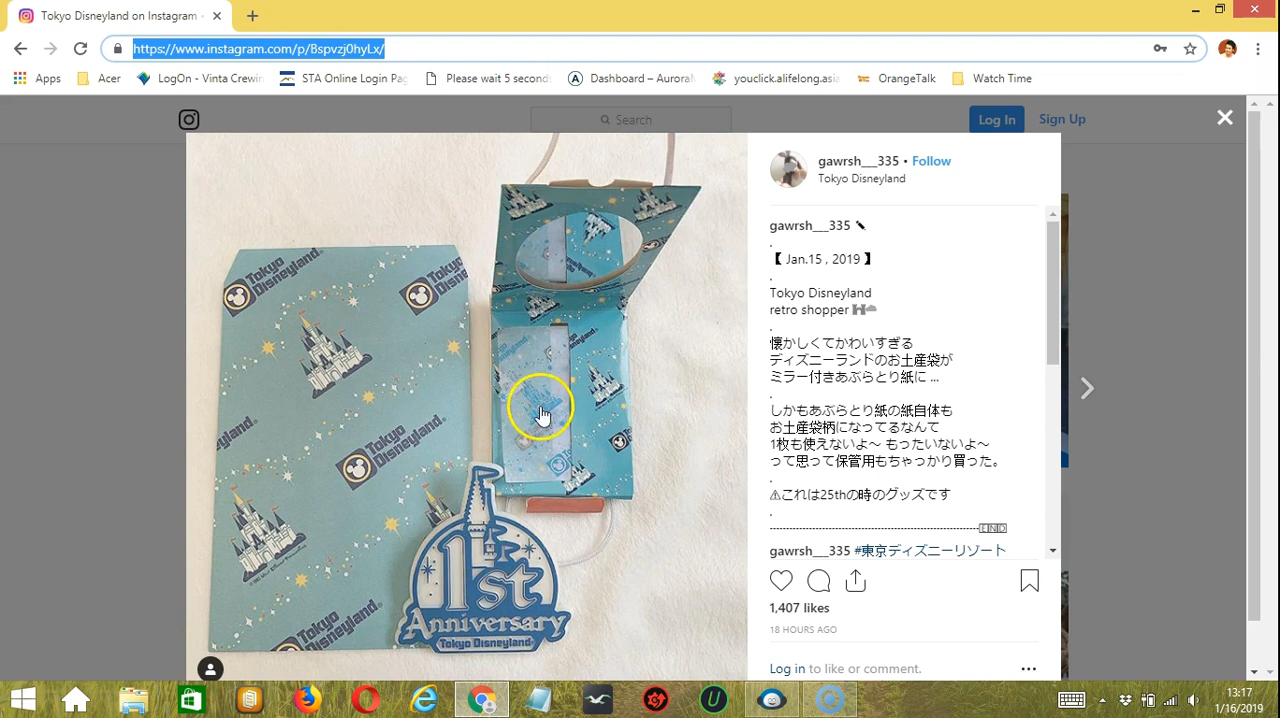 Tokyo Disneyland on Instagram
https://www.instagram.com/p/Bspvzj0hyLx/
Apps
Acer
LogOn - Vinta Crewin
STA Online Login Pag
Please wait 5 seconds
Dashboard – AuroraM
youclick.alifelong.asia
OrangeTalk
Watch Time
Search
Log In
Sign Up
gawrsh___335 • Follow
Tokyo Disneyland
gawrsh___335
.
【 Jan.15 , 2019 】
.
Tokyo Disneyland
retro shopper
.
懐かしくてかわいすぎる
ディズニーランドのお土産袋が
ミラー付きあぶらとり紙に ...
.
しかもあぶらとり紙の紙自体も
お土産袋柄になってるなんて
1枚も使えないよ〜 もったいないよ〜
って思って保管用もちゃっかり買った。
.
⚠これは25thの時のグッズです
.
--------------------------------------------------- END
gawrsh___335 #東京ディズニーリゾート
1,407 likes
18 HOURS AGO
Log in to like or comment.
Tokyo
Disneyland
Tokyo
Disne
Tokyo
Disneyland
Tokyo
Disneyland
1st
Anniversary
Tokyo Disneyland
13:17
1/16/2019